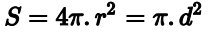 S = 4π.r² = π.d²